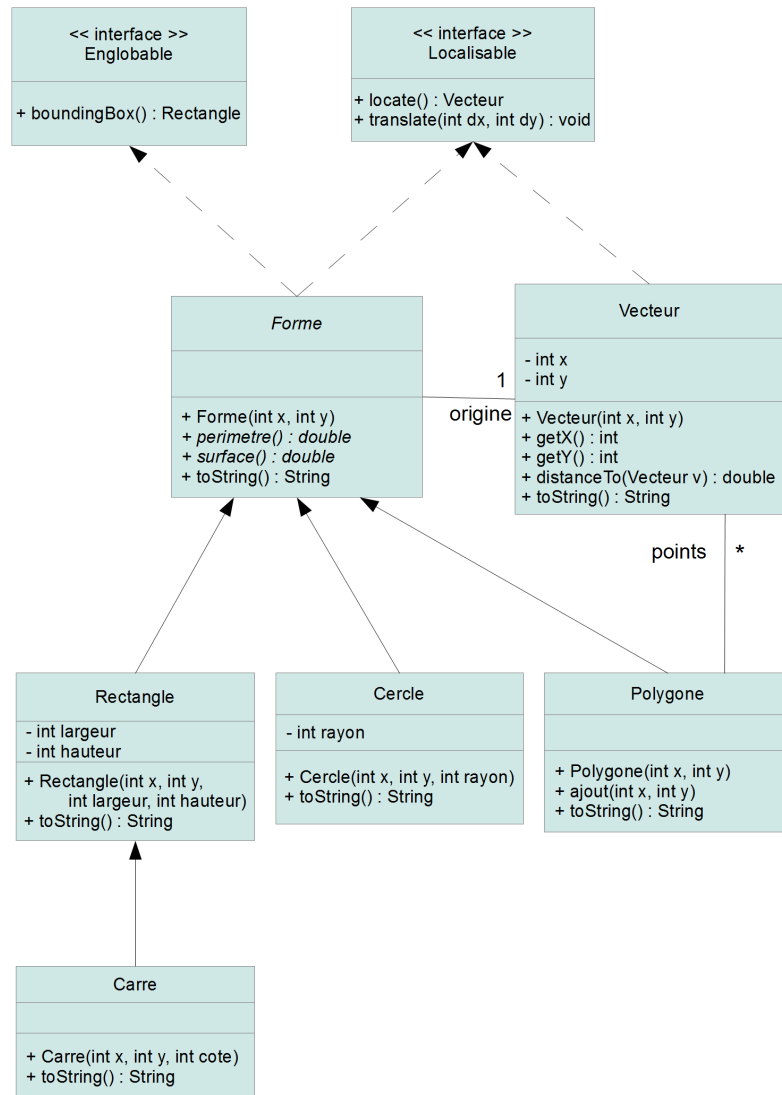 << interface >>
Englobable
+ boundingBox() : Rectangle
<< interface >>
Localisable
+ locate() : Vecteur
+ translate(int dx, int dy) : void
Forme
+ Forme(int x, int y)
+ perimetre() : double
+ surface() : double
+ toString() : String
1
origine
Vecteur
- int x
- int y
+ Vecteur(int x, int y)
+ getX() : int
+ getY() : int
+ distanceTo(Vecteur v) : double
+ toString() : String
points *
Rectangle
- int largeur
- int hauteur
+ Rectangle(int x, int y,
int largeur, int hauteur)
+ toString() : String
Cercle
- int rayon
+ Cercle(int x, int y, int rayon)
+ toString() : String
Polygone
+ Polygone(int x, int y)
+ ajout(int x, int y)
+ toString() : String
Carre
+ Carre(int x, int y, int cote)
+ toString() : String